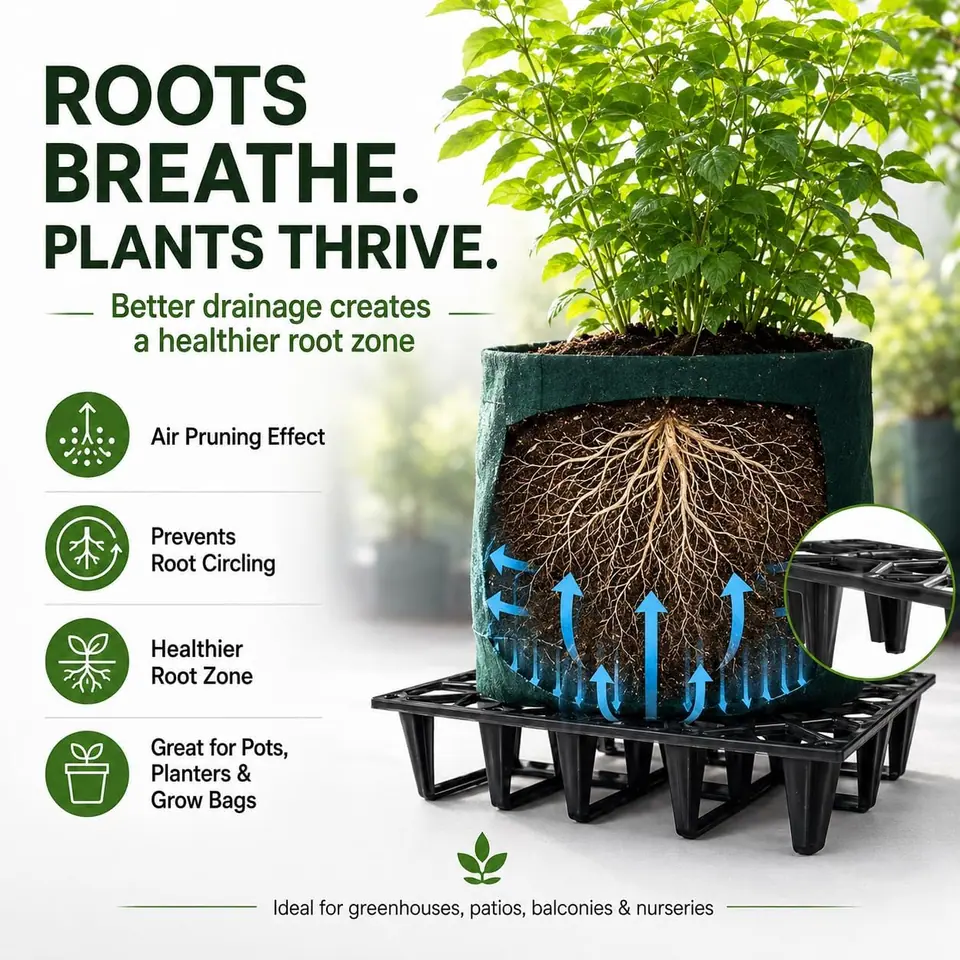 ROOTS
BREATHE.
PLANTS THRIVE.
Better drainage creates
a healthier root zone
Air Pruning Effect
Prevents
Root Circling
Healthier
Root Zone
Great for Pots,
Planters &
Grow Bags
Ideal for greenhouses, patios, balconies & nurseries